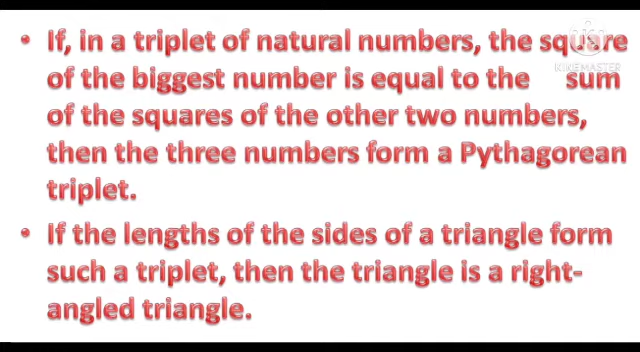 • If, in a triplet of natural numbers, the square
of the biggest number is equal to the sum
of the squares of the other two numbers,
then the three numbers form a Pythagorean
triplet.
• If the lengths of the sides of a triangle form
such a triplet, then the triangle is a right-
angled triangle.
KINEMASTER